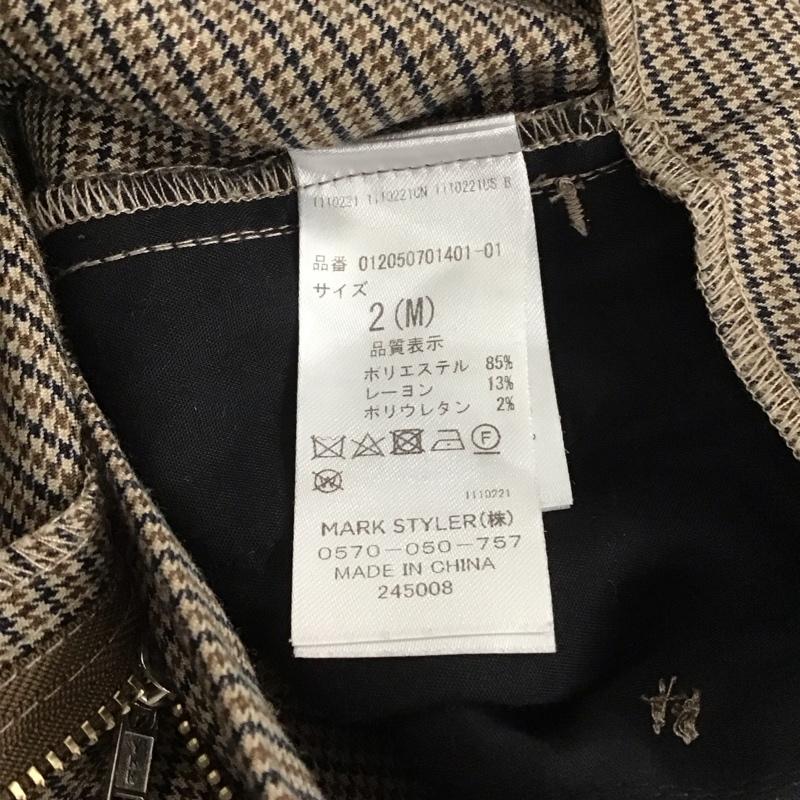 1110221 1110221CN 1110221US B
品番 012050701401-01
サイズ
2(M)
品質表示
ポリエステル 85%
レーヨン 13%
ポリウレタン 2%
F
W
1110221
MARK STYLER(株)
0570-050-757
MADE IN CHINA
245008